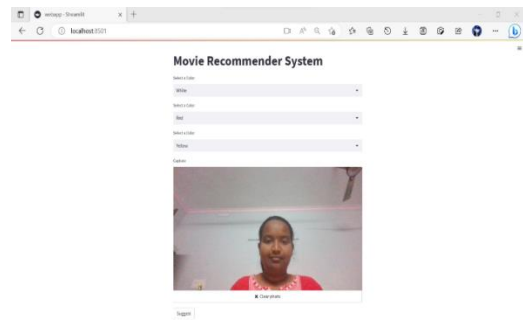 webapp · Streamlit
localhost:8501
Movie Recommender System
Select a Color
White
Select a Color
Red
Select a Color
Yellow
Capture
Clear photo
Suggest